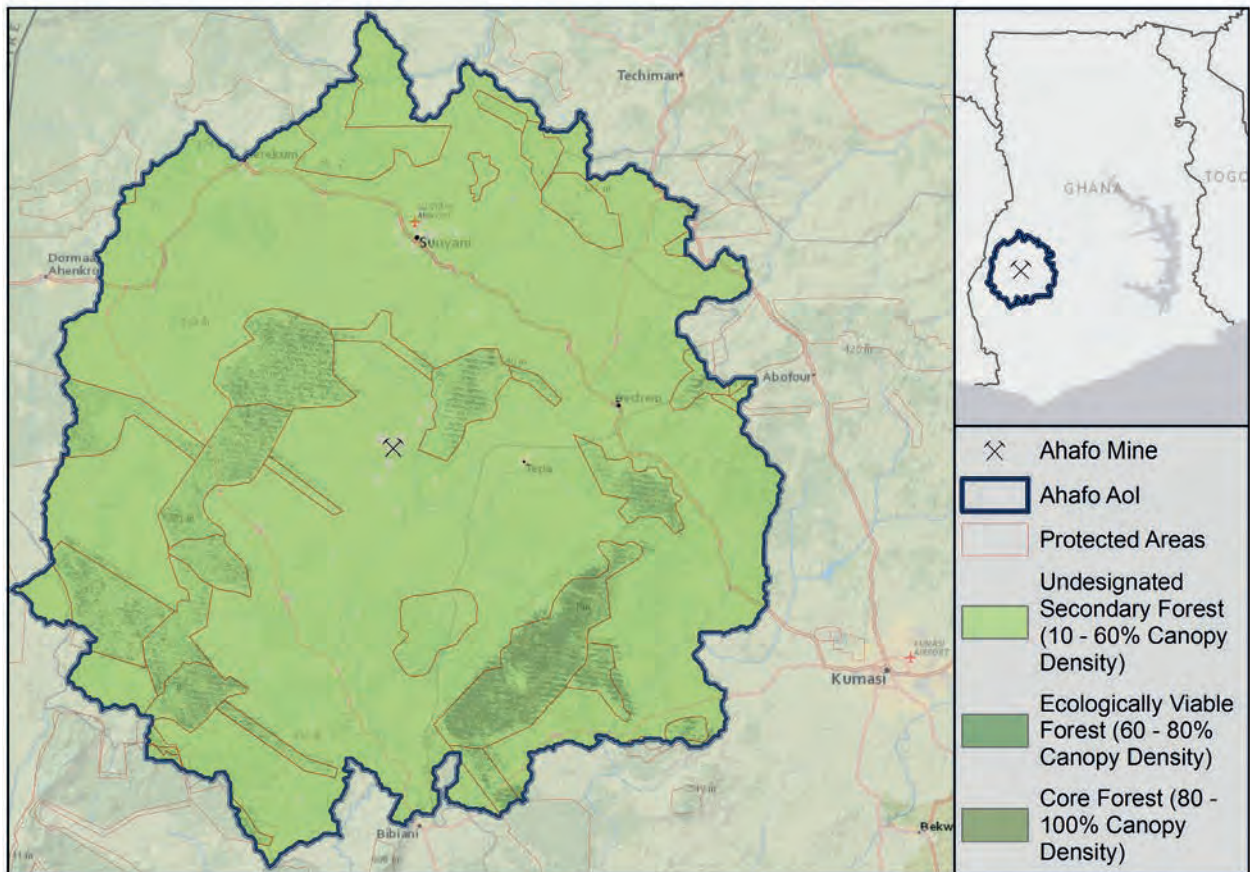 Techiman
Sunyani
Dormaa
Ahenkro
Abofour
Tepa
Kumasi
Bibiani
Bekw
GHANA
TOGO
Ahafo Mine
Ahafo AoI
Protected Areas
Undesignated
Secondary Forest
(10 - 60% Canopy
Density)
Ecologically Viable
Forest (60 - 80%
Canopy Density)
Core Forest (80 -
100% Canopy
Density)